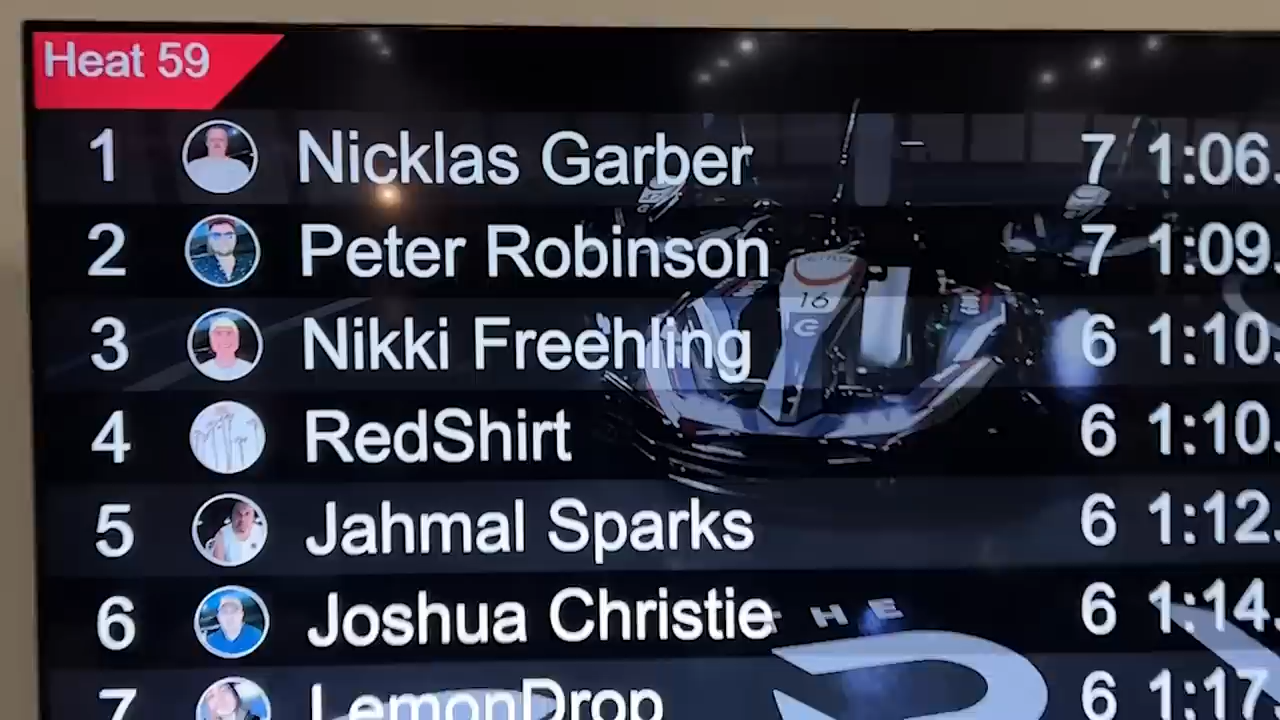 Heat 59
1 Nicklas Garber 7 1:06.
2 Peter Robinson 7 1:09.
3 Nikki Freehling 6 1:10.
4 RedShirt 6 1:10.
5 Jahmal Sparks 6 1:12.
6 Joshua Christie 6 1:14.
7 LemonDrop 6 1:17.
16
THE